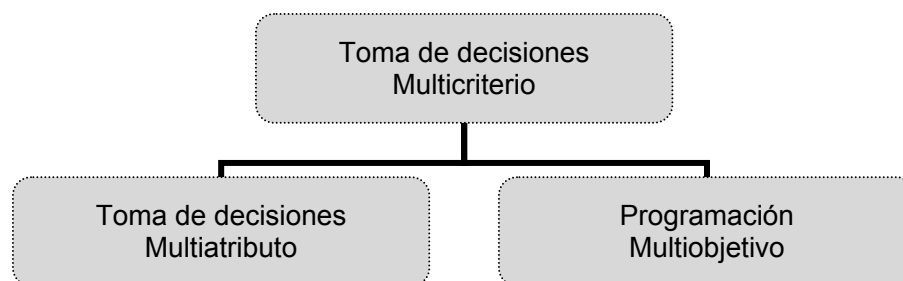 Toma de decisiones
Multicriterio
Toma de decisiones
Multiatributo
Programación
Multiobjetivo